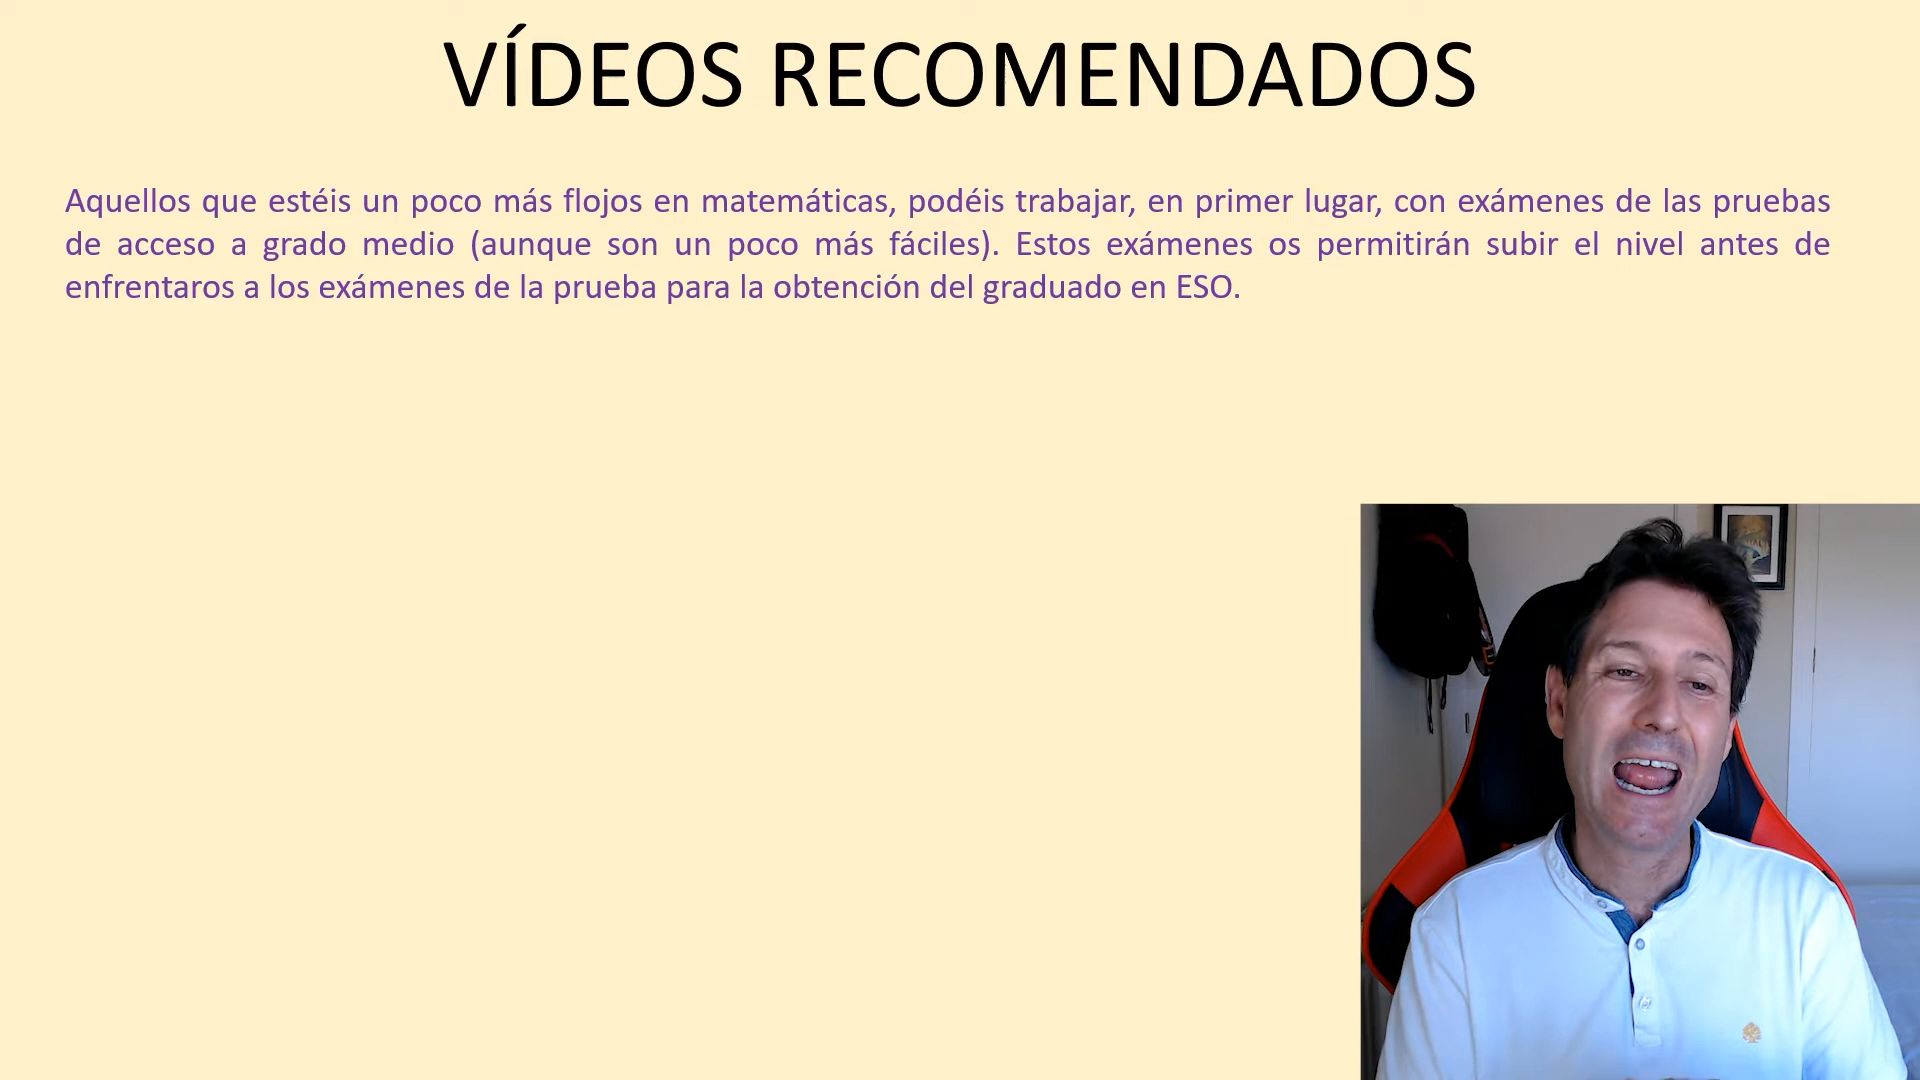 VÍDEOS RECOMENDADOS
Aquellos que estéis un poco más flojos en matemáticas, podéis trabajar, en primer lugar, con exámenes de las pruebas
de acceso a grado medio (aunque son un poco más fáciles). Estos exámenes os permitirán subir el nivel antes de
enfrentaros a los exámenes de la prueba para la obtención del graduado en ESO.